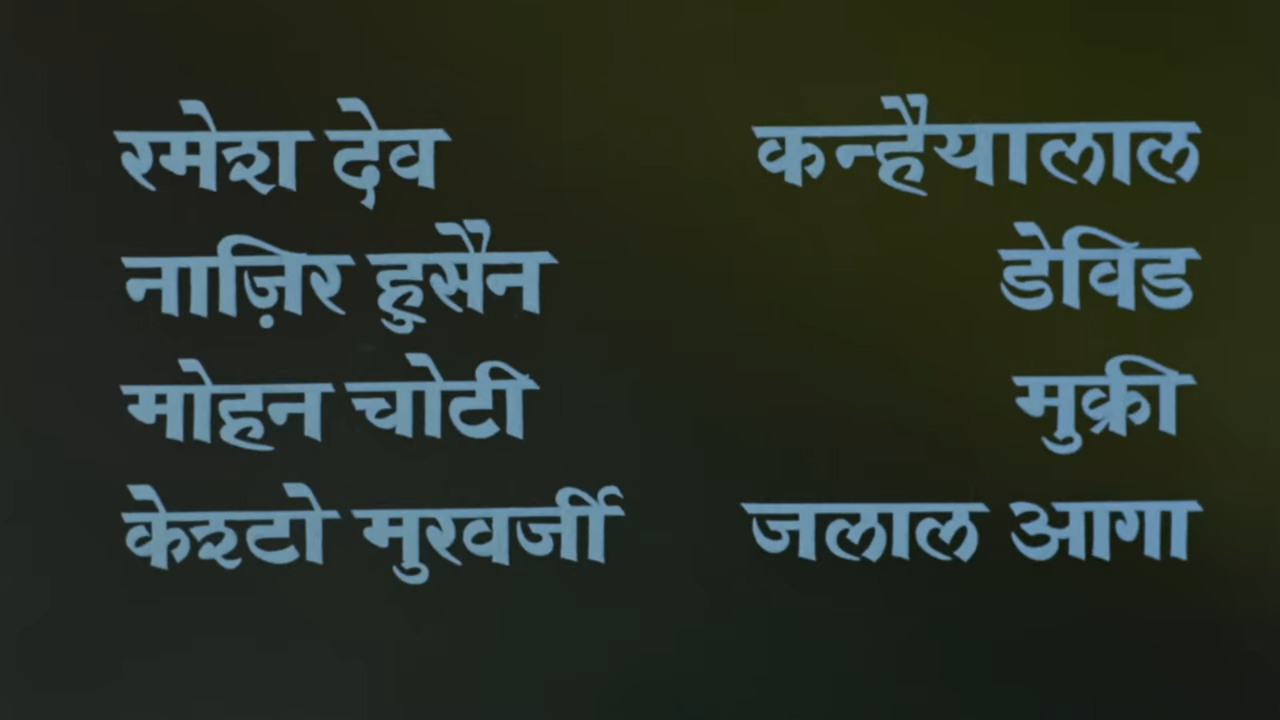 रमेश देव कन्हैयालाल
नाज़िर हुसैन डेविड
मोहन चोटी मुक्री
केश्टो मुखर्जी जलाल आगा